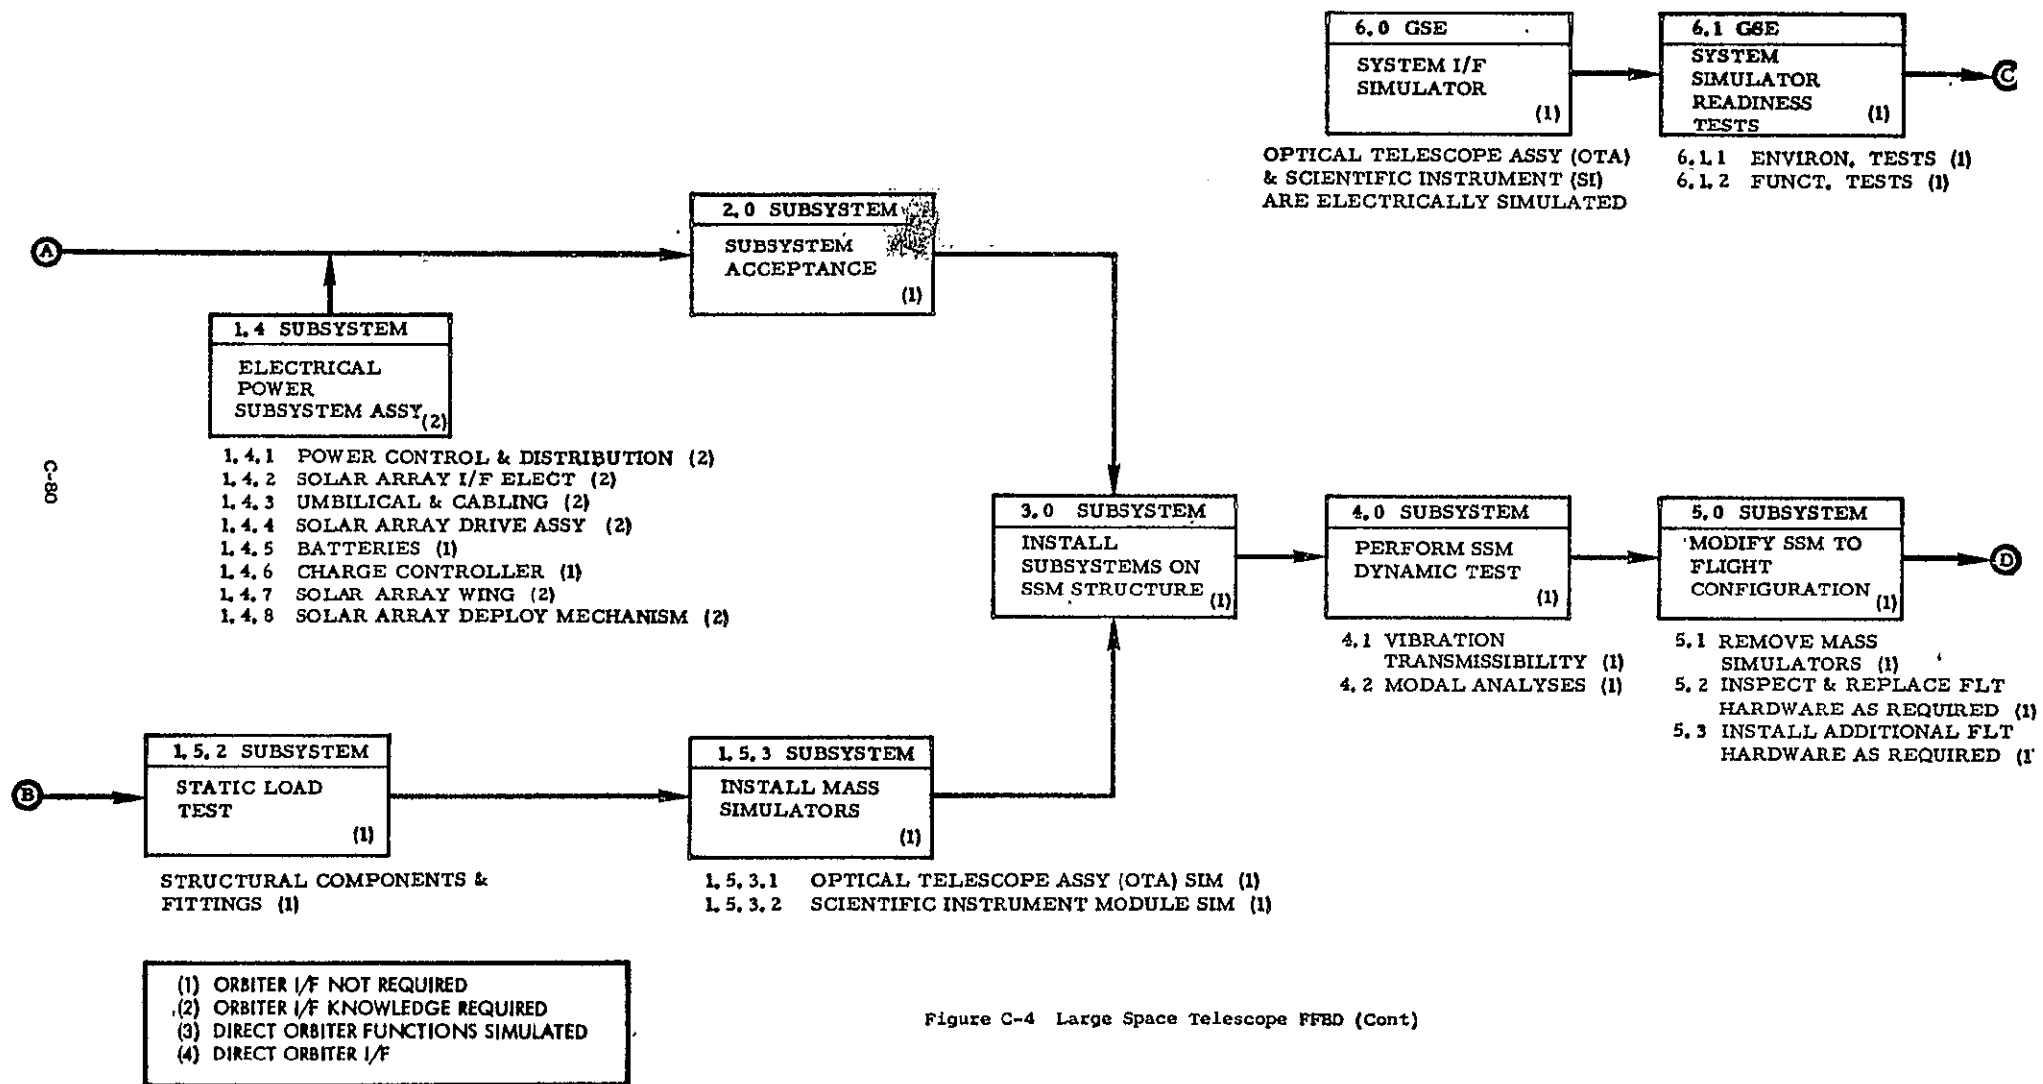 6.0 GSE
SYSTEM I/F
SIMULATOR
(1)
OPTICAL TELESCOPE ASSY (OTA)
& SCIENTIFIC INSTRUMENT (SI)
ARE ELECTRICALLY SIMULATED
6.1 GSE
SYSTEM
SIMULATOR
READINESS
TESTS
(1)
6.1.1 ENVIRON. TESTS (1)
6.1.2 FUNCT. TESTS (1)
C
A
2.0 SUBSYSTEM
SUBSYSTEM
ACCEPTANCE
(1)
1.4 SUBSYSTEM
ELECTRICAL
POWER
SUBSYSTEM ASSY
(2)
1.4.1 POWER CONTROL & DISTRIBUTION (2)
1.4.2 SOLAR ARRAY I/F ELECT (2)
1.4.3 UMBILICAL & CABLING (2)
1.4.4 SOLAR ARRAY DRIVE ASSY (2)
1.4.5 BATTERIES (1)
1.4.6 CHARGE CONTROLLER (1)
1.4.7 SOLAR ARRAY WING (2)
1.4.8 SOLAR ARRAY DEPLOY MECHANISM (2)
C-80
3.0 SUBSYSTEM
INSTALL
SUBSYSTEMS ON
SSM STRUCTURE
(1)
4.0 SUBSYSTEM
PERFORM SSM
DYNAMIC TEST
(1)
4.1 VIBRATION
TRANSMISSIBILITY (1)
4.2 MODAL ANALYSES (1)
5.0 SUBSYSTEM
MODIFY SSM TO
FLIGHT
CONFIGURATION
(1)
5.1 REMOVE MASS
SIMULATORS (1)
5.2 INSPECT & REPLACE FLT
HARDWARE AS REQUIRED (1)
5.3 INSTALL ADDITIONAL FLT
HARDWARE AS REQUIRED (1
D
B
1.5.2 SUBSYSTEM
STATIC LOAD
TEST
(1)
STRUCTURAL COMPONENTS &
FITTINGS (1)
1.5.3 SUBSYSTEM
INSTALL MASS
SIMULATORS
(1)
1.5.3.1 OPTICAL TELESCOPE ASSY (OTA) SIM (1)
1.5.3.2 SCIENTIFIC INSTRUMENT MODULE SIM (1)
(1) ORBITER I/F NOT REQUIRED
(2) ORBITER I/F KNOWLEDGE REQUIRED
(3) DIRECT ORBITER FUNCTIONS SIMULATED
(4) DIRECT ORBITER I/F
Figure C-4 Large Space Telescope FFBD (Cont)